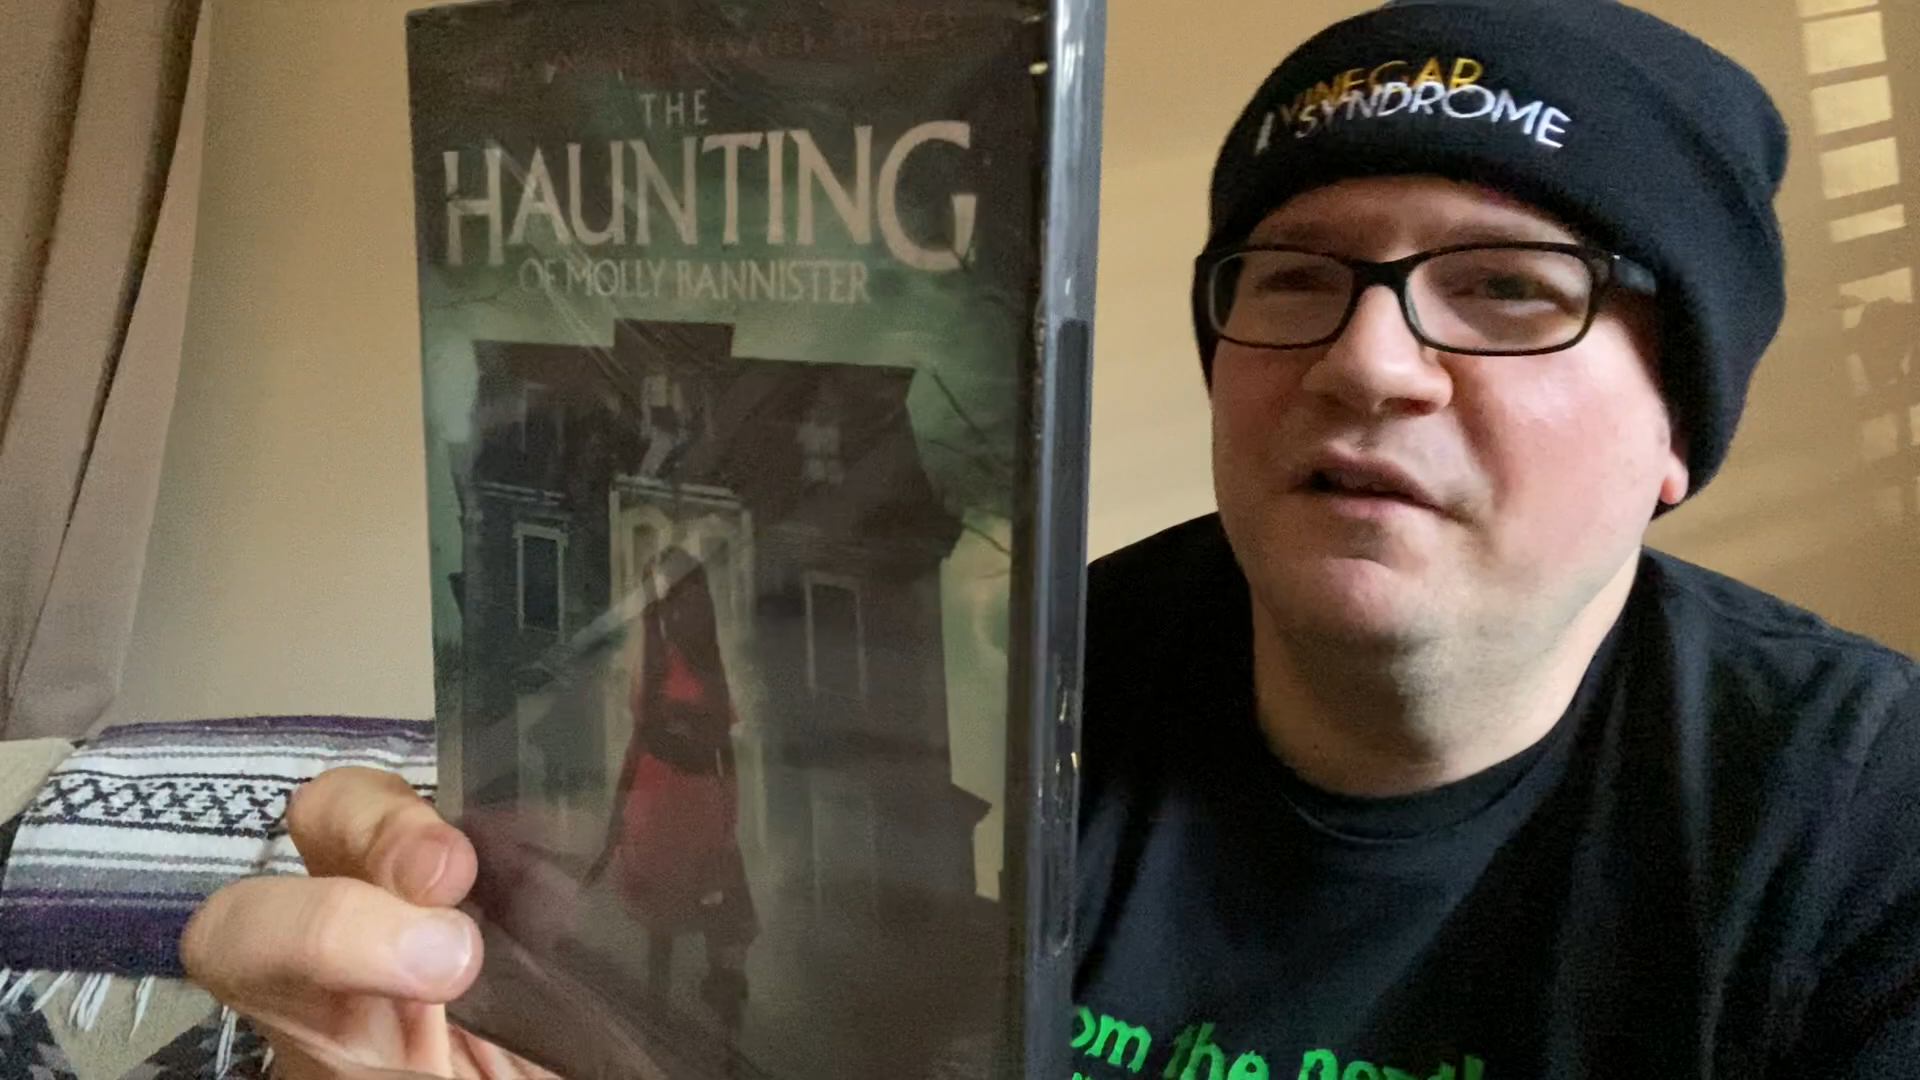 THE
HAUNTING
OF MOLLY BANNISTER
VINEGAR
SYNDROME
om the